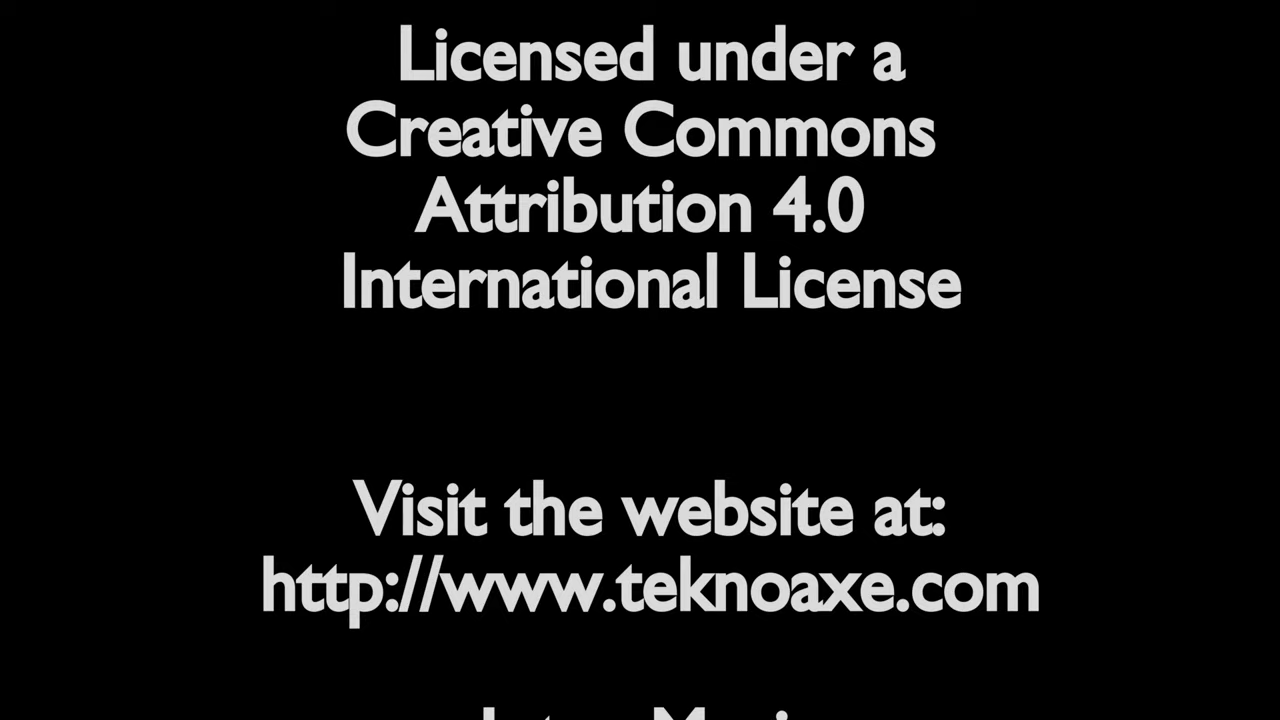 Licensed under a
Creative Commons
Attribution 4.0
International License
Visit the website at:
http://www.teknoaxe.com